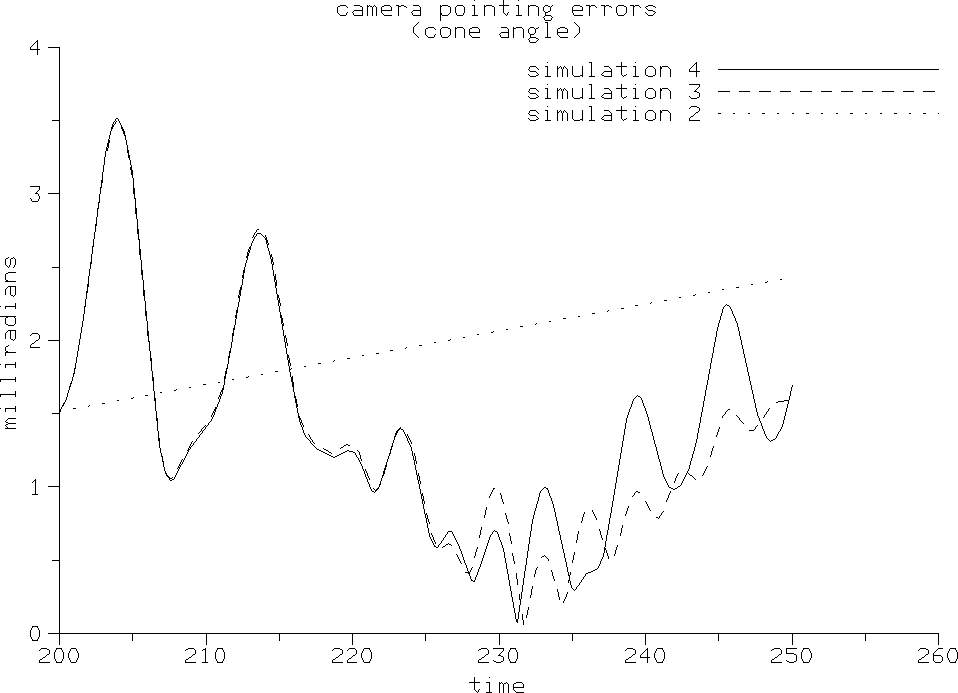 camera pointing errors
(cone angle)
simulation 4
simulation 3
simulation 2
milliradians
4
3
2
1
0
200 210 220 230 240 250 260
time